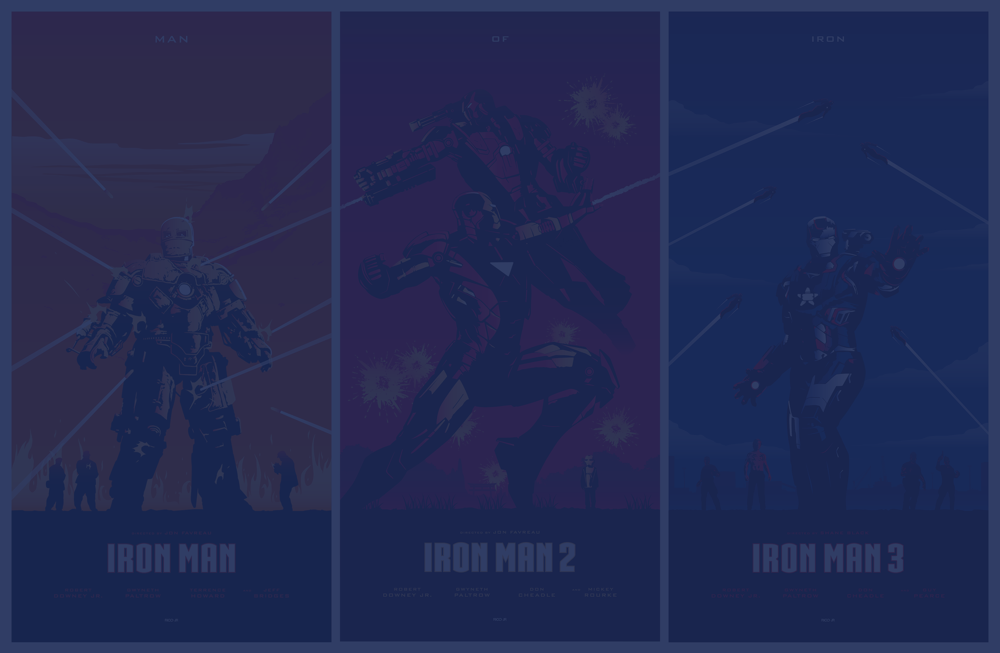 MAN
DIRECTED BY JON FAVREAU
IRON MAN
ROBERT DOWNEY JR.
GWYNETH PALTROW
TERRENCE HOWARD
AND JEFF BRIDGES
RICO JR
OF
DIRECTED BY JON FAVREAU
IRON MAN 2
ROBERT DOWNEY JR.
GWYNETH PALTROW
DON CHEADLE
AND MICKEY ROURKE
RICO JR
IRON
DIRECTED BY SHANE BLACK
IRON MAN 3
ROBERT DOWNEY JR.
GWYNETH PALTROW
DON CHEADLE
AND GUY PEARCE
RICO JR